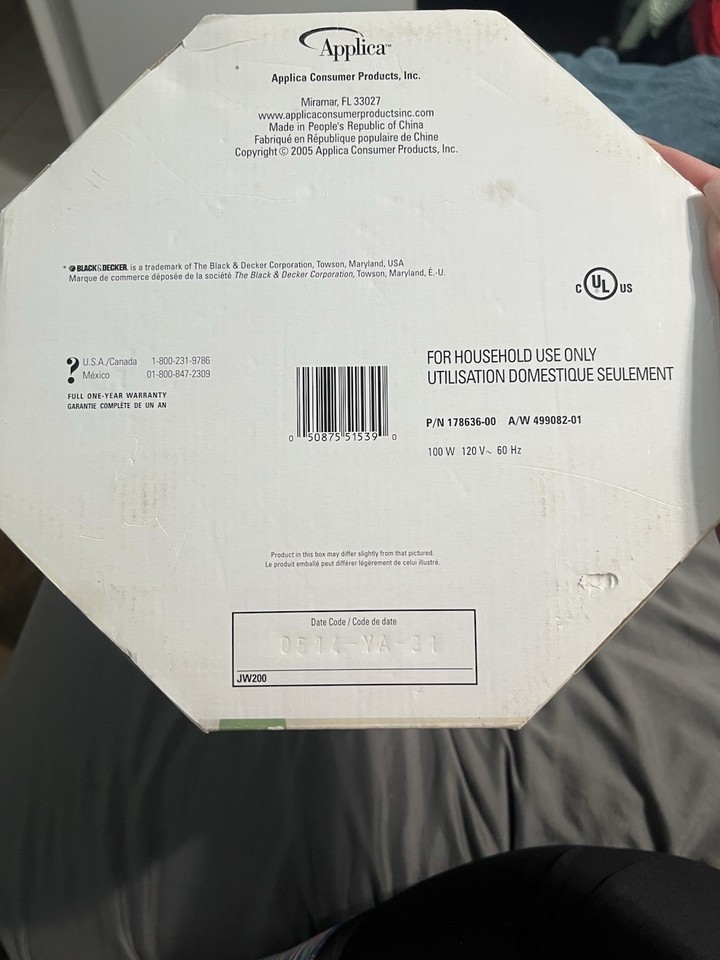 Applica™
Applica Consumer Products, Inc.
Miramar, FL 33027
www.applicaconsumerproductsinc.com
Made in People's Republic of China
Fabriqué en République populaire de Chine
Copyright © 2005 Applica Consumer Products, Inc.
* BLACK&DECKER. is a trademark of The Black & Decker Corporation, Towson, Maryland, USA
Marque de commerce déposée de la société The Black & Decker Corporation, Towson, Maryland, É.-U.
C UL US
? U.S.A./Canada 1-800-231-9786
México 01-800-847-2309
FULL ONE-YEAR WARRANTY
GARANTIE COMPLÈTE DE UN AN
0 50875 51539 0
FOR HOUSEHOLD USE ONLY
UTILISATION DOMESTIQUE SEULEMENT
P/N 178636-00 A/W 499082-01
100 W 120 V~ 60 Hz
Product in this box may differ slightly from that pictured.
Le produit emballé peut différer légèrement de celui illustré.
Date Code / Code de date
JW200